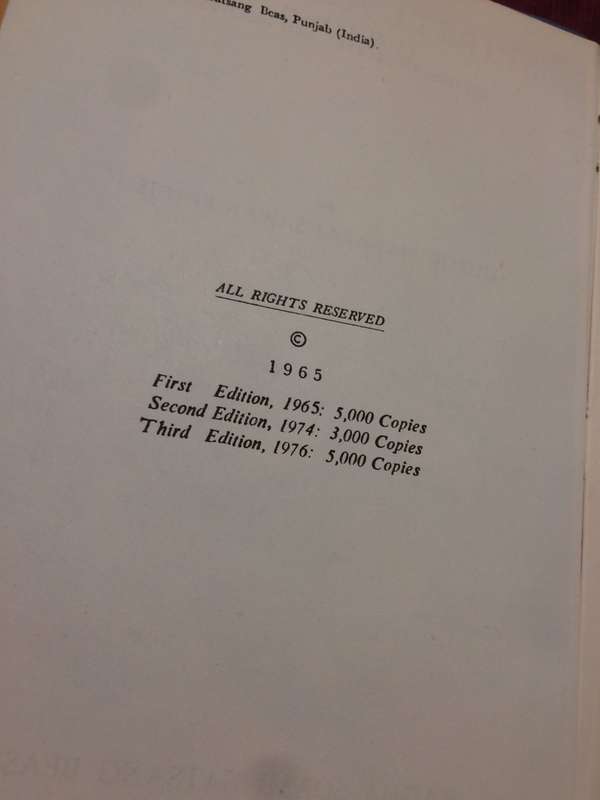 Beas, Punjab (India).
ALL RIGHTS RESERVED
©
1965
First Edition, 1965: 5,000 Copies
Second Edition, 1974: 3,000 Copies
Third Edition, 1976: 5,000 Copies